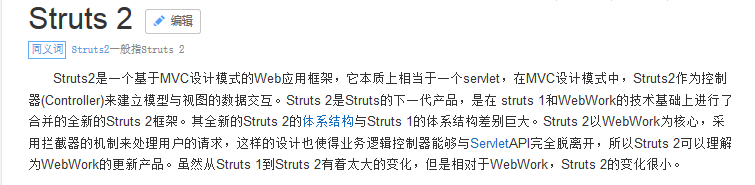 Struts 2 编辑
同义词 Struts2一般指Struts 2
Struts2是一个基于MVC设计模式的Web应用框架，它本质上相当于一个servlet，在MVC设计模式中，Struts2作为控制
器(Controller)来建立模型与视图的数据交互。Struts 2是Struts的下一代产品，是在 struts 1和WebWork的技术基础上进行了
合并的全新的Struts 2框架。其全新的Struts 2的体系结构与Struts 1的体系结构差别巨大。Struts 2以WebWork为核心，采
用拦截器的机制来处理用户的请求，这样的设计也使得业务逻辑控制器能够与ServletAPI完全脱离开，所以Struts 2可以理解
为WebWork的更新产品。虽然从Struts 1到Struts 2有着太大的变化，但是相对于WebWork，Struts 2的变化很小。